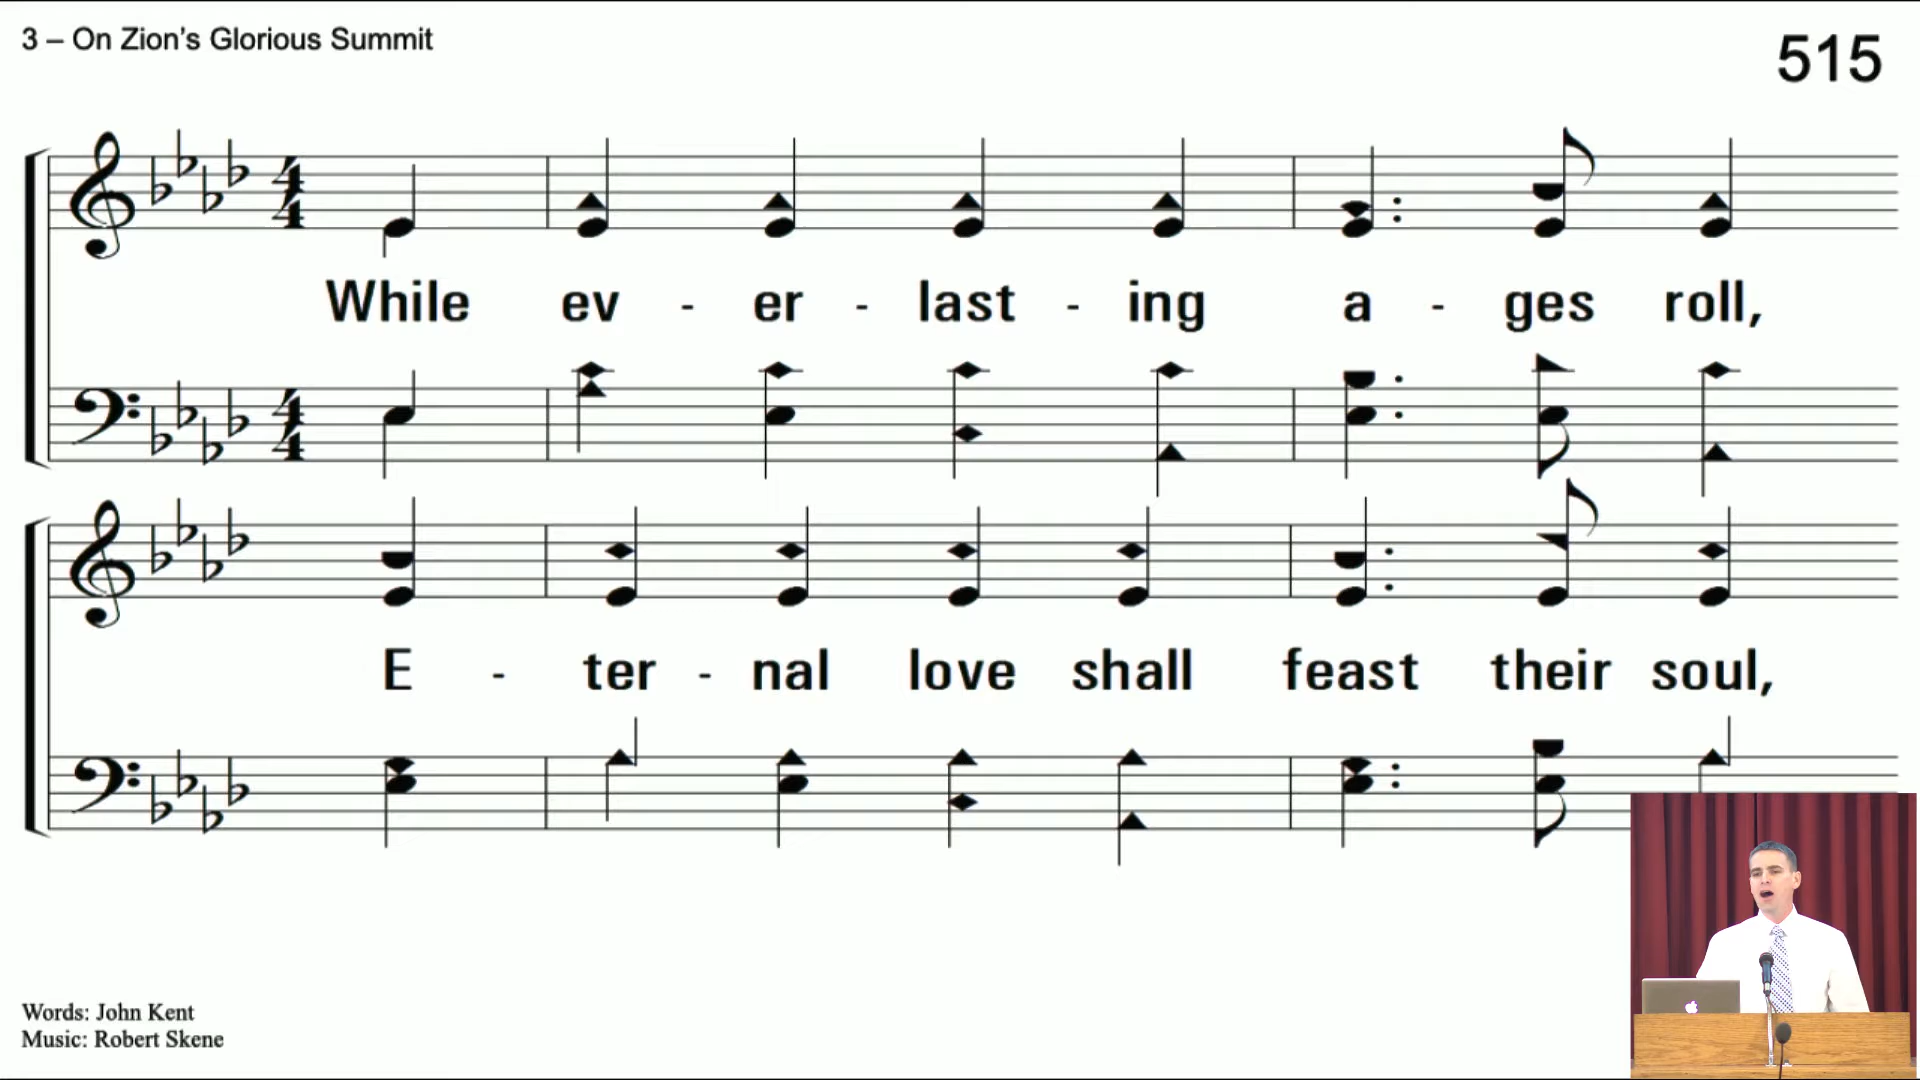 3 – On Zion's Glorious Summit
515
While ev - er - last - ing a - ges roll,
E - ter - nal love shall feast their soul,
Words: John Kent
Music: Robert Skene